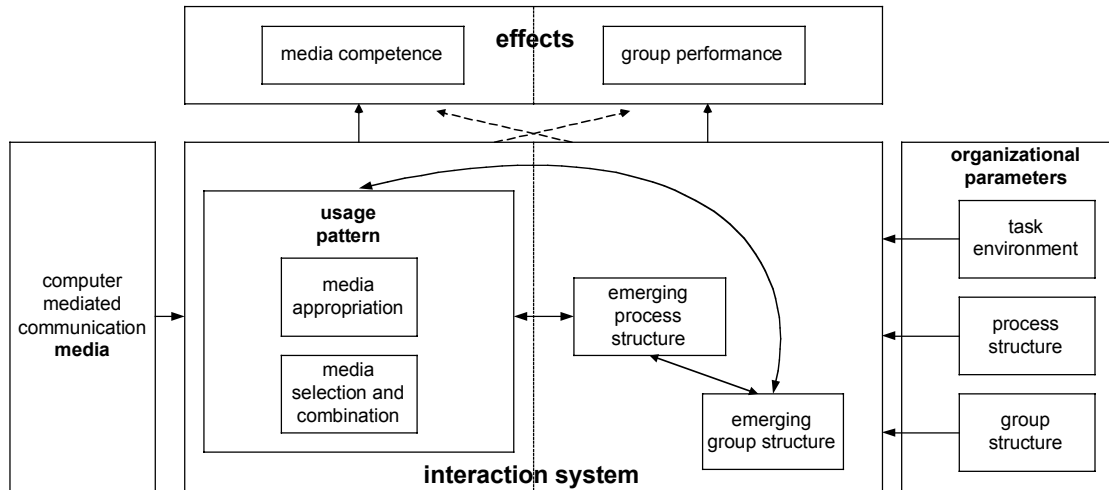 effects
media competence
group performance
computer
mediated
communication
media
usage
pattern
media
appropriation
media
selection and
combination
emerging
process
structure
emerging
group structure
interaction system
organizational
parameters
task
environment
process
structure
group
structure